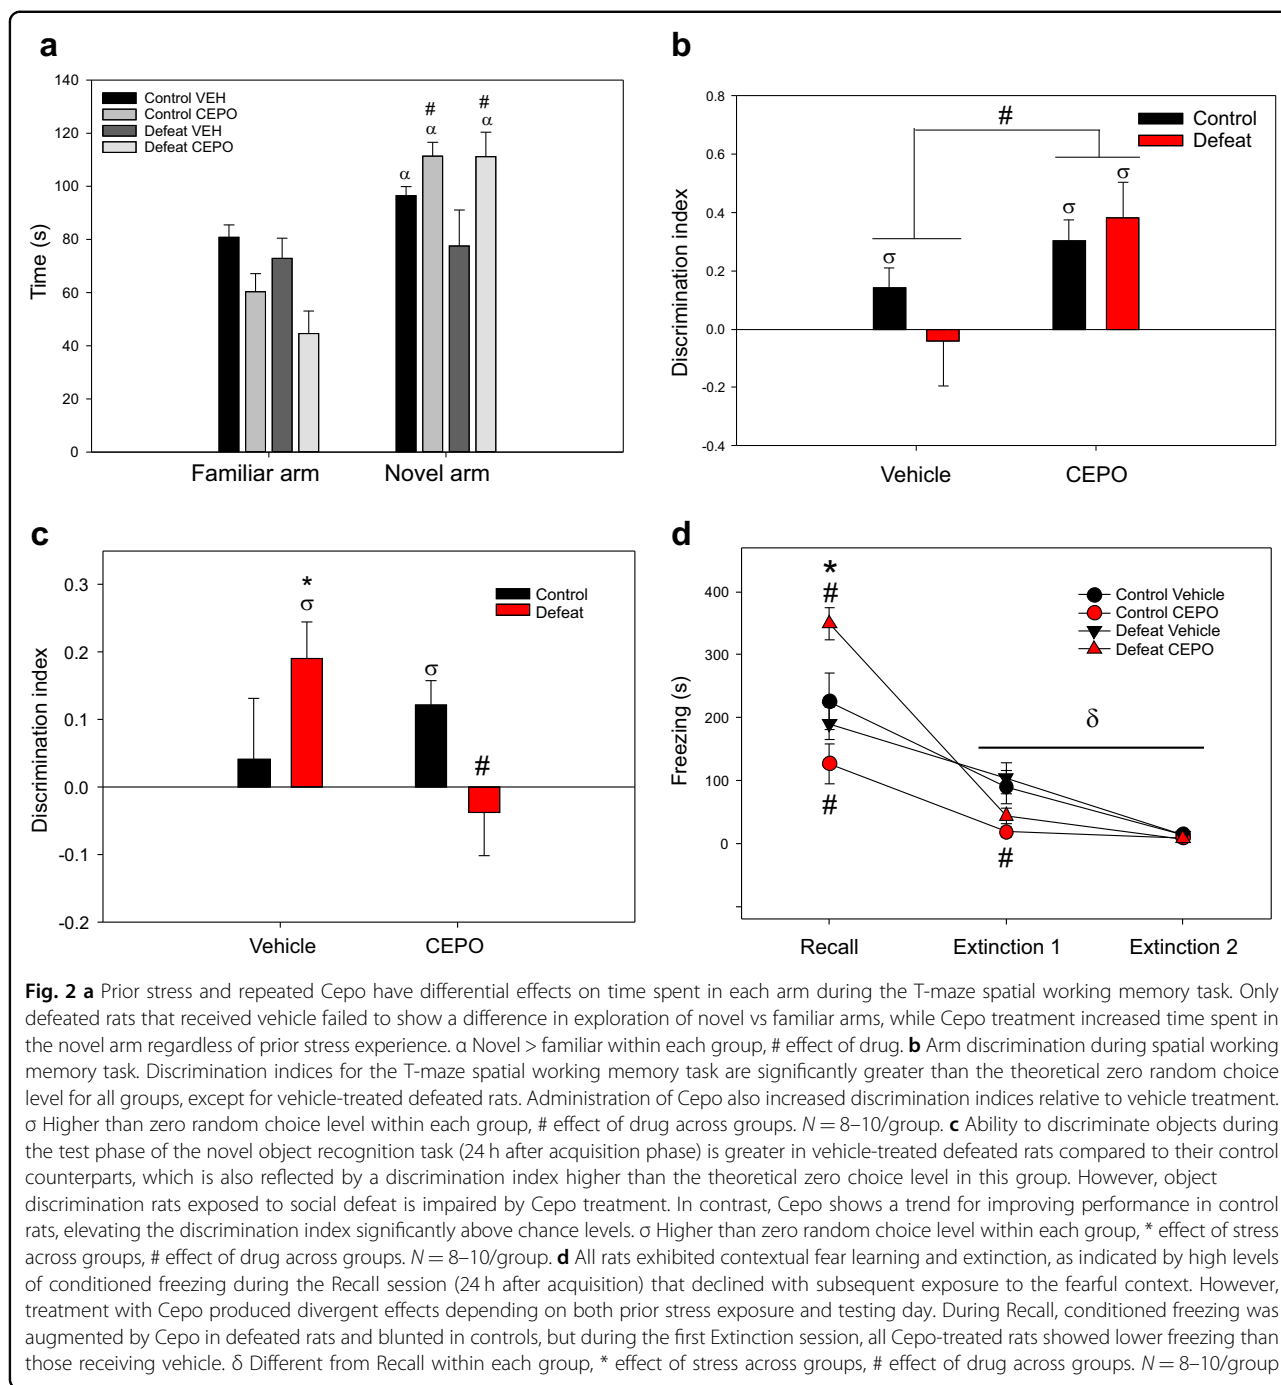 a
140
120
100
80
60
40
20
0
Time (s)
Control VEH
Control CEPO
Defeat VEH
Defeat CEPO
α
#
α
#
α
Familiar arm
Novel arm
b
0.8
0.6
0.4
0.2
0.0
-0.2
-0.4
Discrimination index
#
Control
Defeat
σ
σ
σ
Vehicle
CEPO
c
0.3
0.2
0.1
0.0
-0.1
-0.2
Discrimination index
Control
Defeat
*
σ
σ
#
Vehicle
CEPO
d
400
300
200
100
0
Freezing (s)
*
#
#
#
δ
Control Vehicle
Control CEPO
Defeat Vehicle
Defeat CEPO
Recall
Extinction 1
Extinction 2
Fig. 2 a Prior stress and repeated Cepo have differential effects on time spent in each arm during the T-maze spatial working memory task. Only
defeated rats that received vehicle failed to show a difference in exploration of novel vs familiar arms, while Cepo treatment increased time spent in
the novel arm regardless of prior stress experience. α Novel > familiar within each group, # effect of drug. b Arm discrimination during spatial working
memory task. Discrimination indices for the T-maze spatial working memory task are significantly greater than the theoretical zero random choice
level for all groups, except for vehicle-treated defeated rats. Administration of Cepo also increased discrimination indices relative to vehicle treatment.
σ Higher than zero random choice level within each group, # effect of drug across groups. N = 8–10/group. c Ability to discriminate objects during
the test phase of the novel object recognition task (24 h after acquisition phase) is greater in vehicle-treated defeated rats compared to their control
counterparts, which is also reflected by a discrimination index higher than the theoretical zero choice level in this group. However, object
discrimination rats exposed to social defeat is impaired by Cepo treatment. In contrast, Cepo shows a trend for improving performance in control
rats, elevating the discrimination index significantly above chance levels. σ Higher than zero random choice level within each group, * effect of stress
across groups, # effect of drug across groups. N = 8–10/group. d All rats exhibited contextual fear learning and extinction, as indicated by high levels
of conditioned freezing during the Recall session (24 h after acquisition) that declined with subsequent exposure to the fearful context. However,
treatment with Cepo produced divergent effects depending on both prior stress exposure and testing day. During Recall, conditioned freezing was
augmented by Cepo in defeated rats and blunted in controls, but during the first Extinction session, all Cepo-treated rats showed lower freezing than
those receiving vehicle. δ Different from Recall within each group, * effect of stress across groups, # effect of drug across groups. N = 8–10/group